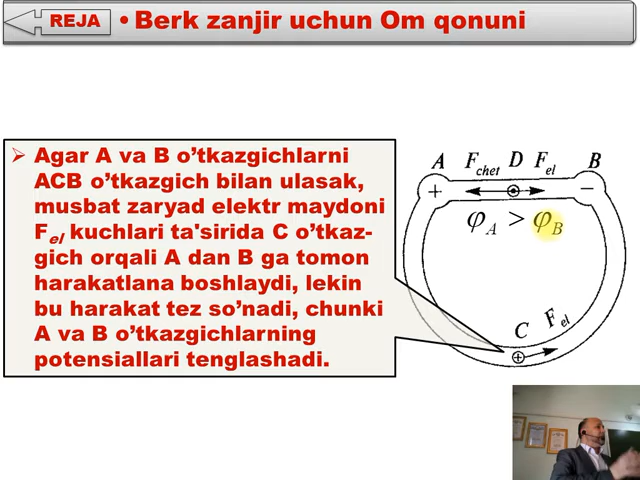 REJA
• Berk zanjir uchun Om qonuni
➢ Agar A va B o’tkazgichlarni
ACB o’tkazgich bilan ulasak,
musbat zaryad elektr maydoni
Fel kuchlari ta'sirida C o’tkaz-
gich orqali A dan B ga tomon
harakatlana boshlaydi, lekin
bu harakat tez so’nadi, chunki
A va B o’tkazgichlarning
potensiallari tenglashadi.
A Fchet D Fel B
+ −
φA > φB
C Fel
+